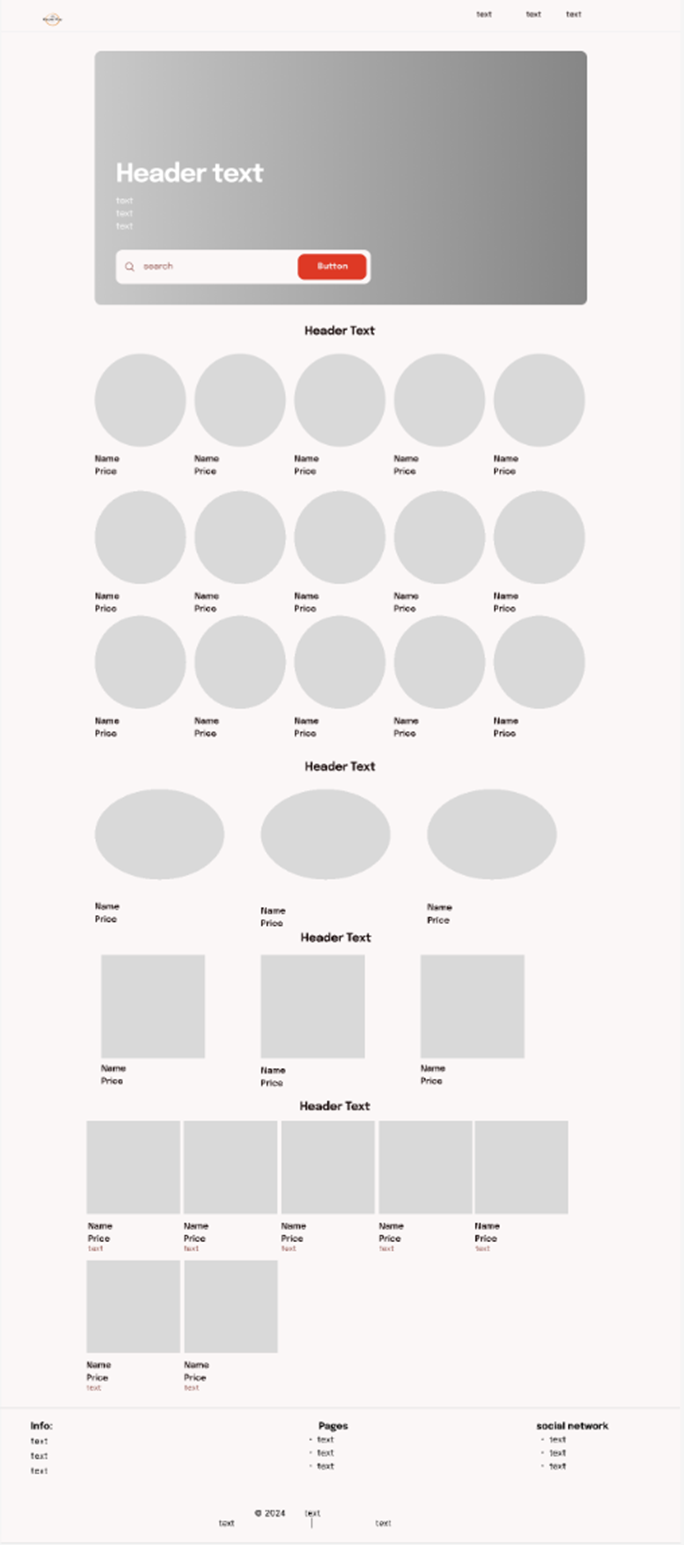 text text text
Header text
text
text
text
search Button
Header Text
Name Name Name Name Name
Price Price Price Price Price
Name Name Name Name Name
Price Price Price Price Price
Name Name Name Name Name
Price Price Price Price Price
Header Text
Name Name Name
Price Price Price
Header Text
Name Name Name
Price Price Price
Header Text
Name Name Name Name Name
Price Price Price Price Price
text text text text text
Name Name
Price Price
text text
Info: Pages social network
text • text • text
text • text • text
text • text • text
© 2024 text
text | text